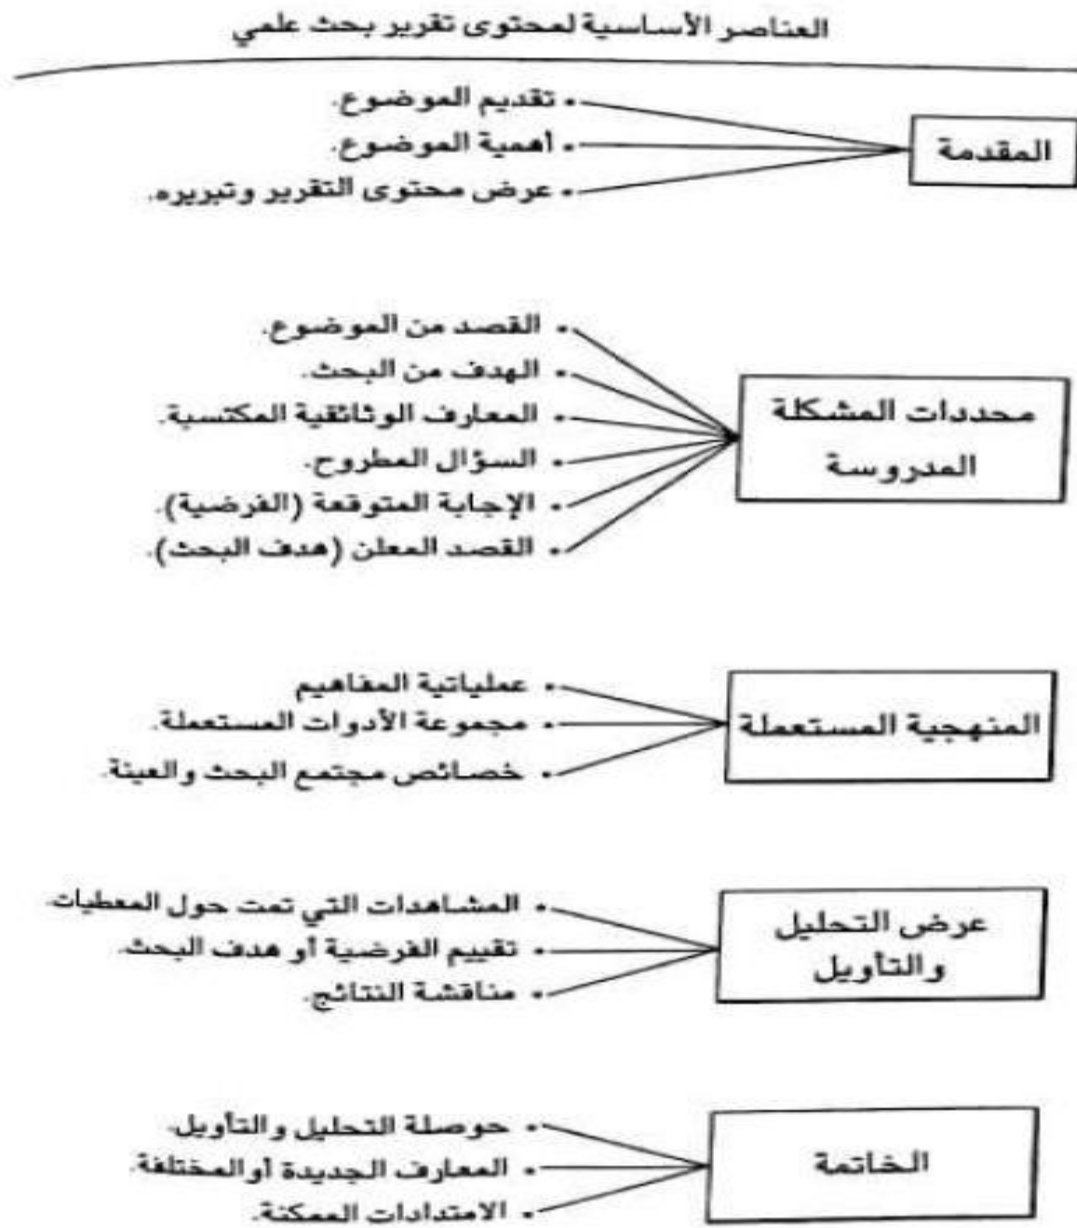 العناصر الأساسية لمحتوى تقرير بحث علمي
المقدمة
• تقديم الموضوع.
• أهمية الموضوع.
• عرض محتوى التقرير وتبريره.
محددات المشكلة
المدروسة
• القصد من الموضوع.
• الهدف من البحث.
• المعارف الوثائقية المكتسبة.
• السؤال المطروح.
• الإجابة المتوقعة (الفرضية).
• القصد المعلن (هدف البحث).
المنهجية المستعملة
• عملياتية المفاهيم
• مجموعة الأدوات المستعملة.
• خصائص مجتمع البحث والعينة.
عرض التحليل
والتأويل
• المشاهدات التي تمت حول المعطيات.
• تقييم الفرضية أو هدف البحث.
• مناقشة النتائج.
الخاتمة
• حوصلة التحليل والتأويل.
• المعارف الجديدة أو المختلفة.
• الامتدادات الممكنة.